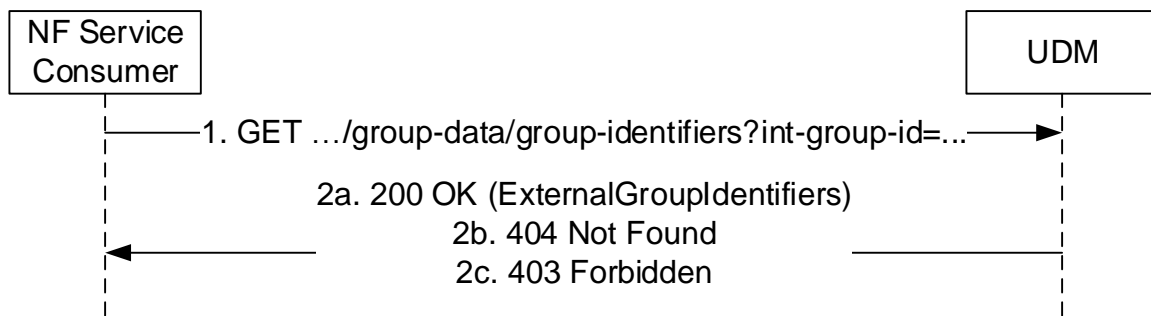 NF Service
Consumer
UDM
1. GET …/group-data/group-identifiers?int-group-id=...
2a. 200 OK (ExternalGroupIdentifiers)
2b. 404 Not Found
2c. 403 Forbidden